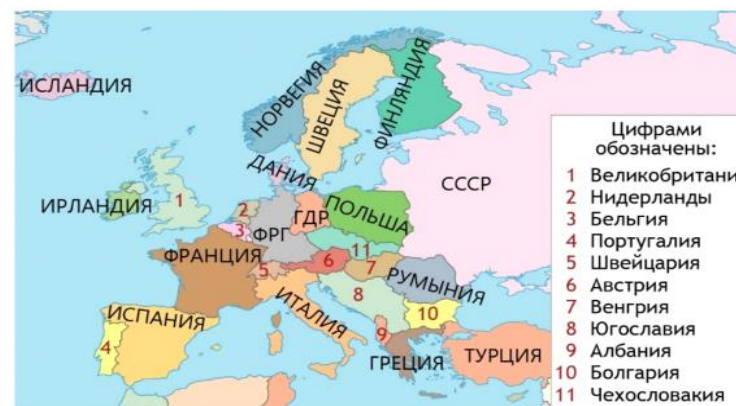 ИСЛАНДИЯ
НОРВЕГИЯ
ШВЕЦИЯ
ФИНЛЯНДИЯ
ДАНИЯ
СССР
ИРЛАНДИЯ
1
2
3
ФРГ
ГДР
ПОЛЬША
ФРАНЦИЯ
11
5
6
7
РУМЫНИЯ
8
ИСПАНИЯ
ИТАЛИЯ
10
4
9
ГРЕЦИЯ
ТУРЦИЯ
Цифрами
обозначены:
1 Великобритани
2 Нидерланды
3 Бельгия
4 Португалия
5 Швейцария
6 Австрия
7 Венгрия
8 Югославия
9 Албания
10 Болгария
11 Чехословакия